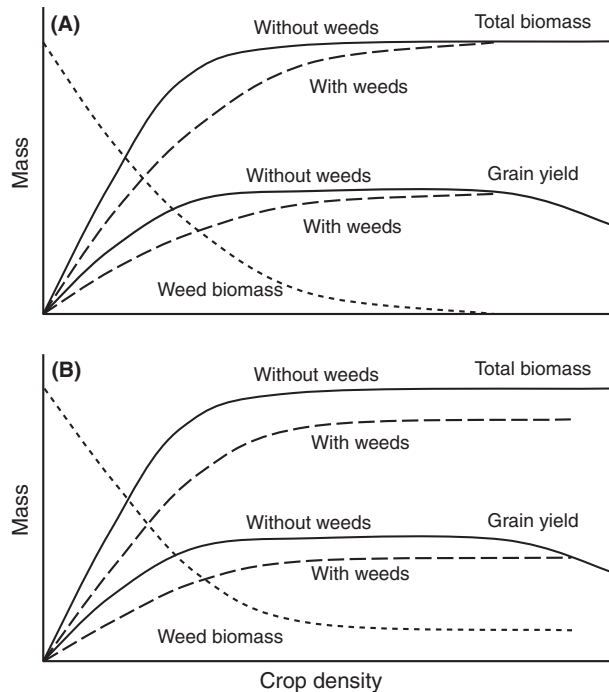 (A)
Without weeds
Total biomass
With weeds
Without weeds
Grain yield
With weeds
Weed biomass
Mass
(B)
Without weeds
Total biomass
With weeds
Without weeds
Grain yield
With weeds
Weed biomass
Mass
Crop density